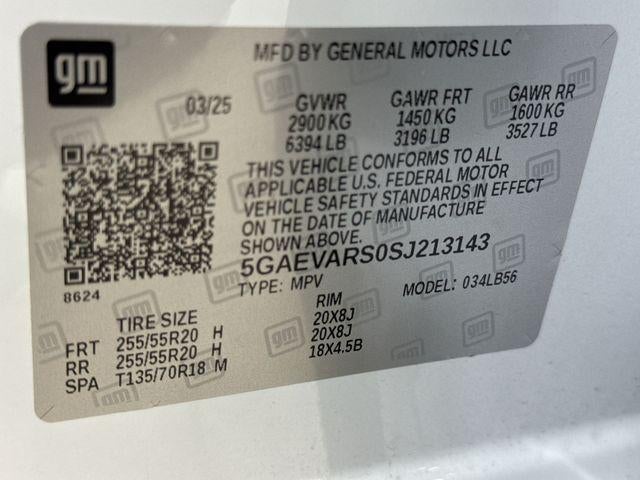 gm
MFD BY GENERAL MOTORS LLC
03/25
GVWR GAWR FRT GAWR RR
2900 KG 1450 KG 1600 KG
6394 LB 3196 LB 3527 LB
THIS VEHICLE CONFORMS TO ALL
APPLICABLE U.S. FEDERAL MOTOR
VEHICLE SAFETY STANDARDS IN EFFECT
ON THE DATE OF MANUFACTURE
SHOWN ABOVE.
5GAEVARS0SJ213143
8624
TYPE: MPV MODEL: 034LB56
TIRE SIZE RIM
FRT 255/55R20 H 20X8J
RR 255/55R20 H 20X8J
SPA T135/70R18 M 18X4.5B